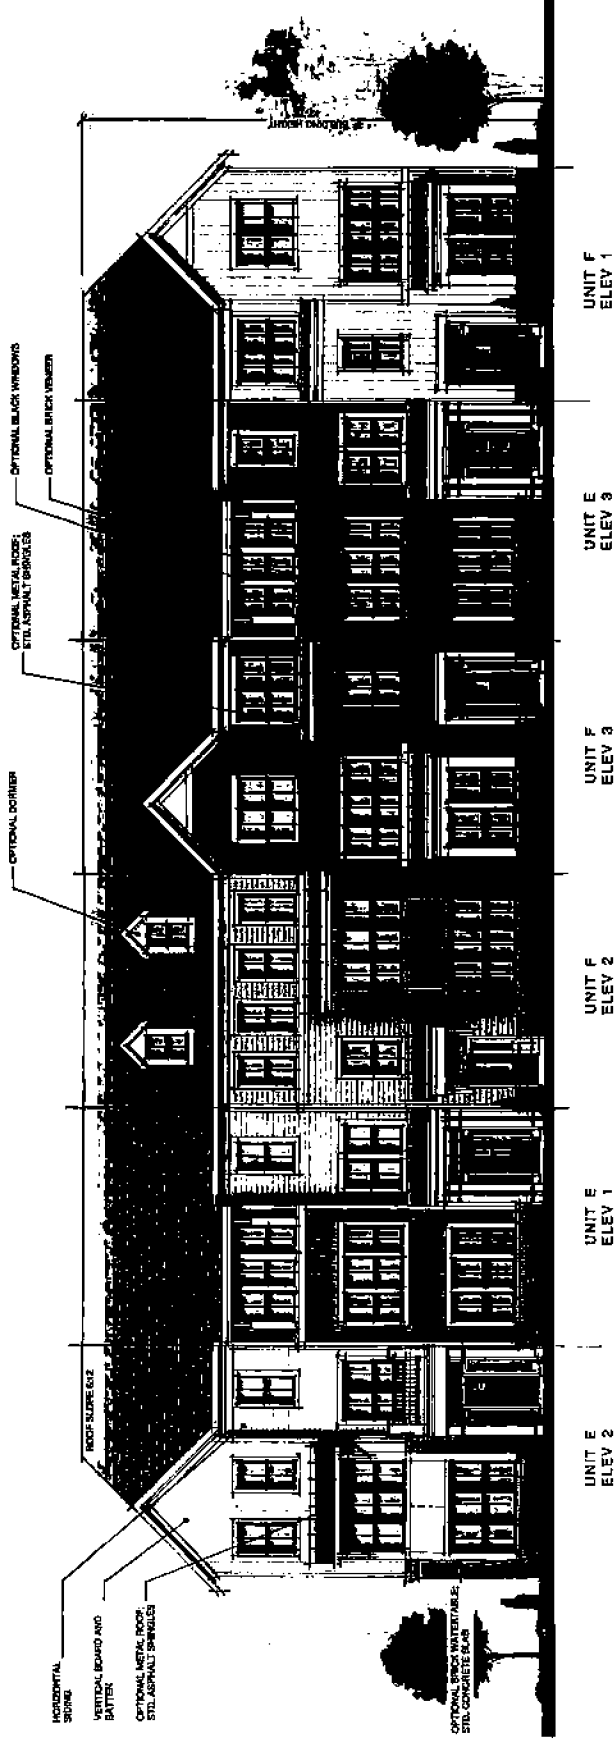 HORIZONTAL
SIDING
VERTICAL BOARD AND
BATTEN
OPTIONAL METAL ROOF;
STD. ASPHALT SHINGLES
ROOF SLOPE 6:12
OPTIONAL DORMER
OPTIONAL METAL ROOF;
STD. ASPHALT SHINGLES
OPTIONAL BLACK WINDOWS
OPTIONAL BRICK VENEER
BUILDING HEIGHT
OPTIONAL BRICK WATERTABLE;
STD. CONCRETE SLAB
UNIT E
ELEV 2
UNIT E
ELEV 1
UNIT F
ELEV 2
UNIT F
ELEV 3
UNIT E
ELEV 3
UNIT F
ELEV 1